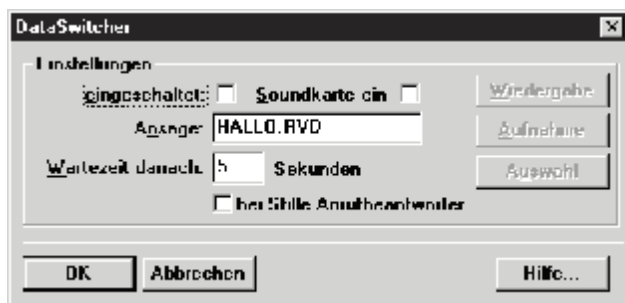 DataSwitcher
Einstellungen
eingeschaltet: Soundkarte ein Wiedergabe
Ansage: HALLO.RVD Aufnahme
Wartezeit danach: 5 Sekunden Auswahl
bei Stille Anrufbeantworter
OK Abbrechen Hilfe...